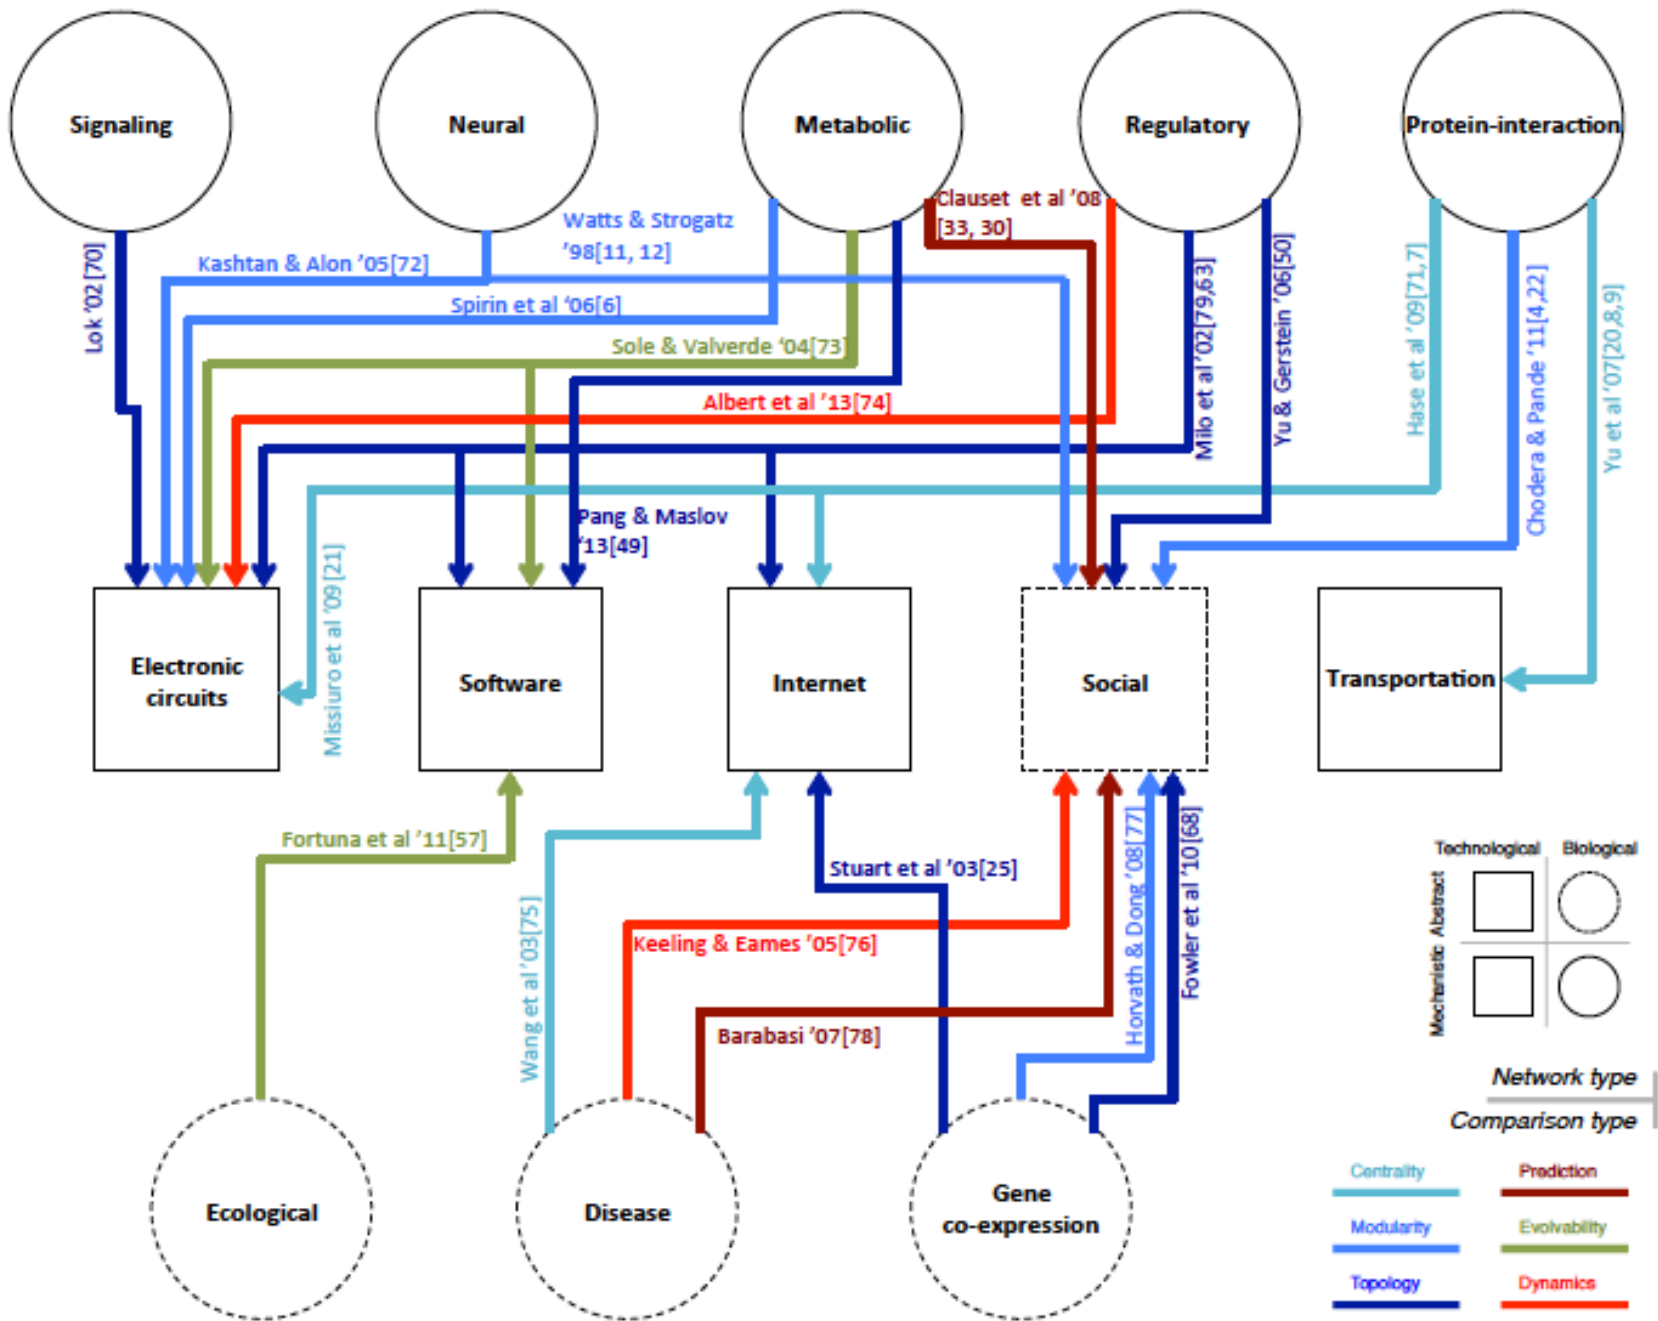 Signaling
Neural
Metabolic
Regulatory
Protein-interaction
Clauset et al '08
[33, 30]
Watts & Strogatz
'98[11, 12]
Kashtan & Alon '05[72]
Spirin et al '06[6]
Sole & Valverde '04[73]
Albert et al '13[74]
Lok '02[70]
Milo et al '02[79,63]
Yu & Gerstein '06[50]
Hase et al '09[71,7]
Chodera & Pande '11[4,22]
Yu et al '07[20,8,9]
Pang & Maslov
'13[49]
Missiuro et al '09[21]
Electronic
circuits
Software
Internet
Social
Transportation
Fortuna et al '11[57]
Wang et al '03[75]
Stuart et al '03[25]
Keeling & Eames '05[76]
Barabasi '07[78]
Horvath & Dong '08[77]
Fowler et al '10[68]
Ecological
Disease
Gene
co-expression
Technological
Biological
Abstract
Mechanistic
Network type
Comparison type
Centrality
Prediction
Modularity
Evolvability
Topology
Dynamics